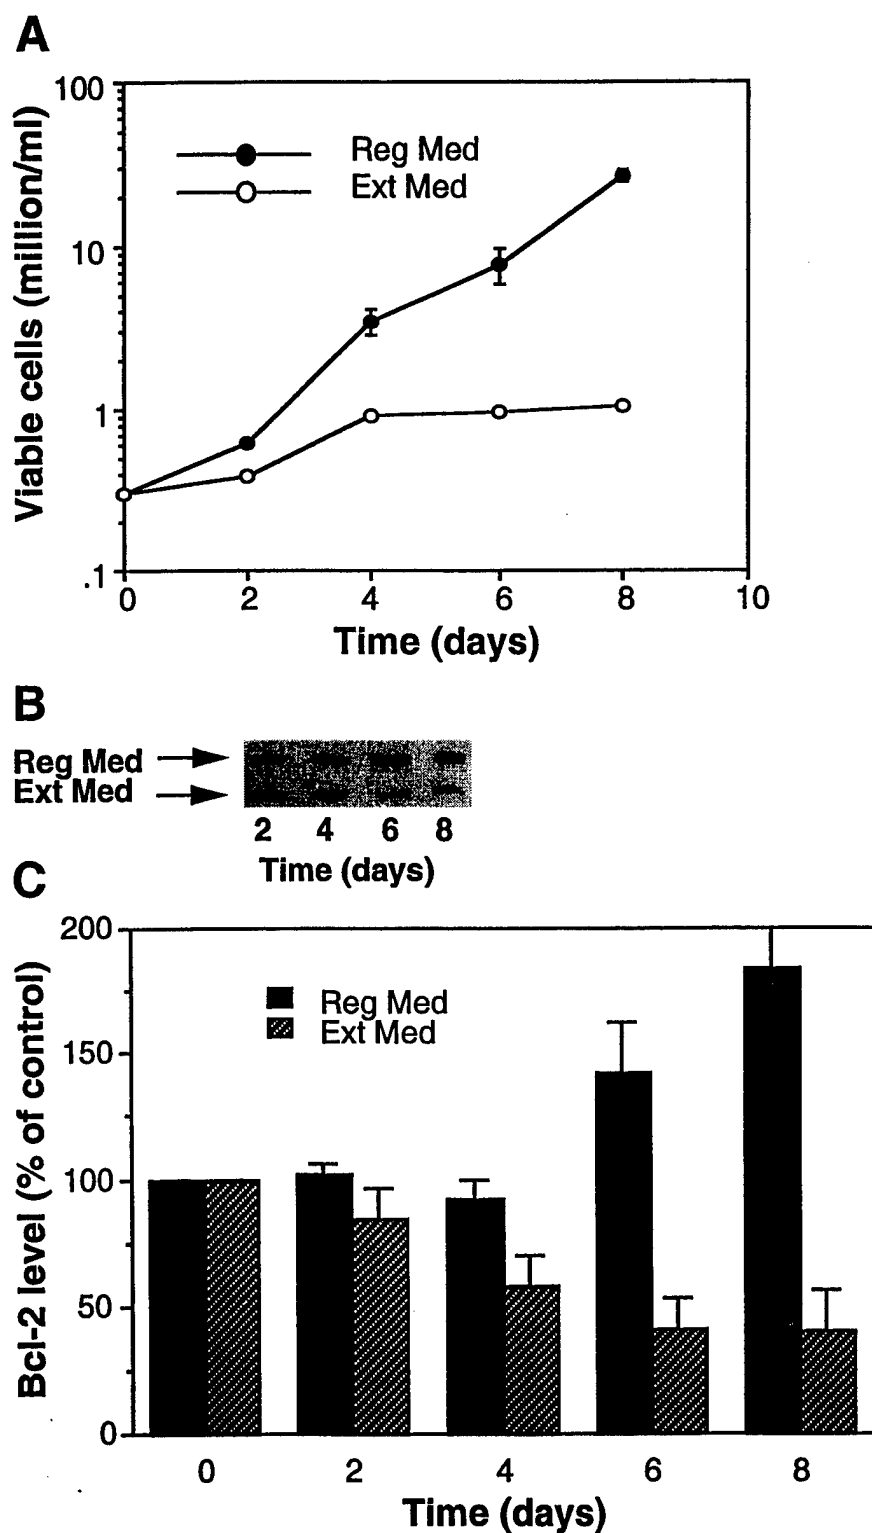 A
100
10
1
.1
Viable cells (million/ml)
Reg Med
Ext Med
0 2 4 6 8 10
Time (days)
B
Reg Med
Ext Med
2 4 6 8
Time (days)
C
200
150
100
50
0
Bcl-2 level (% of control)
Reg Med
Ext Med
0 2 4 6 8
Time (days)